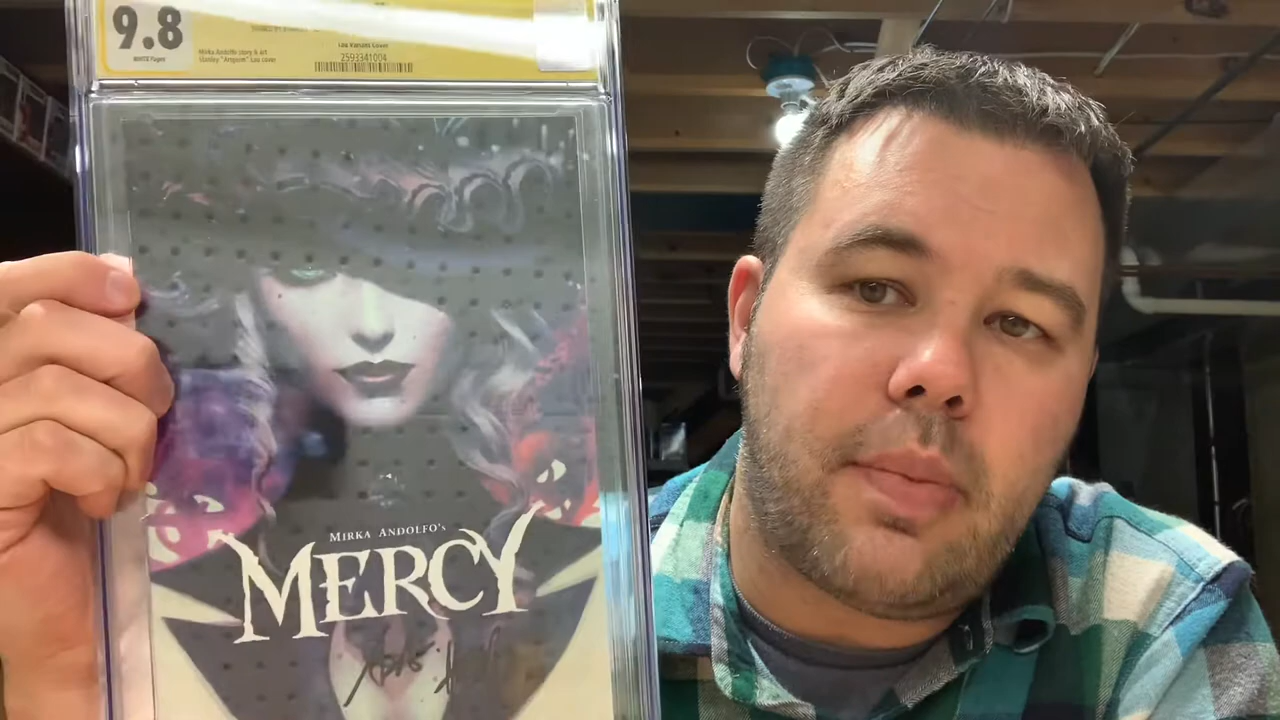 9.8
WHITE Pages
Mirka Andolfo story & art
Stanley "Artgerm" Lau cover
Lau Variant Cover
2593341004
MIRKA ANDOLFO'S
MERCY